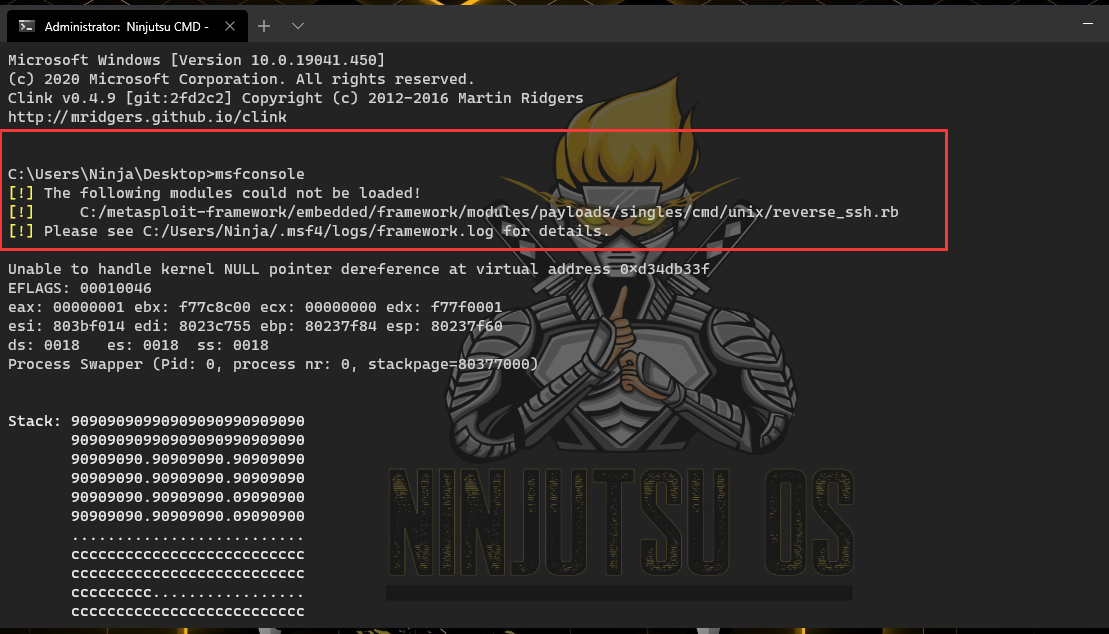 Administrator: Ninjutsu CMD -
Microsoft Windows [Version 10.0.19041.450]
(c) 2020 Microsoft Corporation. All rights reserved.
Clink v0.4.9 [git:2fd2c2] Copyright (c) 2012-2016 Martin Ridgers
http://mridgers.github.io/clink
C:\Users\Ninja\Desktop>msfconsole
[!] The following modules could not be loaded!
[!]     C:/metasploit-framework/embedded/framework/modules/payloads/singles/cmd/unix/reverse_ssh.rb
[!] Please see C:/Users/Ninja/.msf4/logs/framework.log for details.
Unable to handle kernel NULL pointer dereference at virtual address 0xd34db33f
EFLAGS: 00010046
eax: 00000001 ebx: f77c8c00 ecx: 00000000 edx: f77f0001
esi: 803bf014 edi: 8023c755 ebp: 80237f84 esp: 80237f60
ds: 0018   es: 0018  ss: 0018
Process Swapper (Pid: 0, process nr: 0, stackpage=80377000)
Stack: 90909090990909090990909090
       90909090990909090990909090
       90909090.90909090.90909090
       90909090.90909090.90909090
       90909090.90909090.09090900
       90909090.90909090.09090900
       ..........................
       cccccccccccccccccccccccccc
       cccccccccccccccccccccccccc
       ccccccccc.................
       cccccccccccccccccccccccccc
NINJUTSU OS